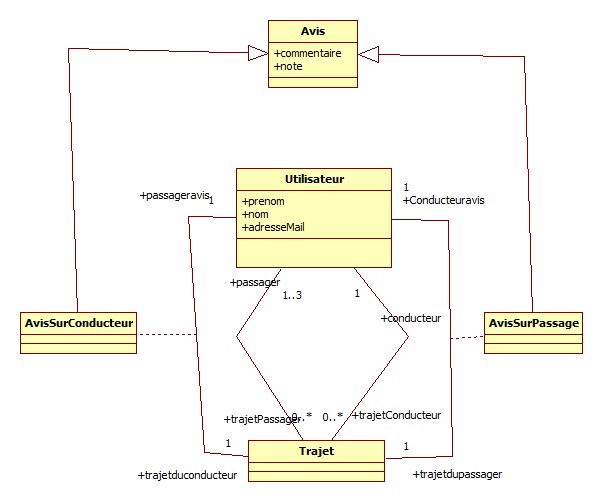 Avis
+commentaire
+note
Utilisateur
+prenom
+nom
+adresseMail
+passageravis
1
1
+Conducteuravis
+passager
1..3
1
+conducteur
AvisSurConducteur
AvisSurPassage
+trajetPassager
0..*
0..*
+trajetConducteur
1
Trajet
1
+trajetduconducteur
+trajetdupassager